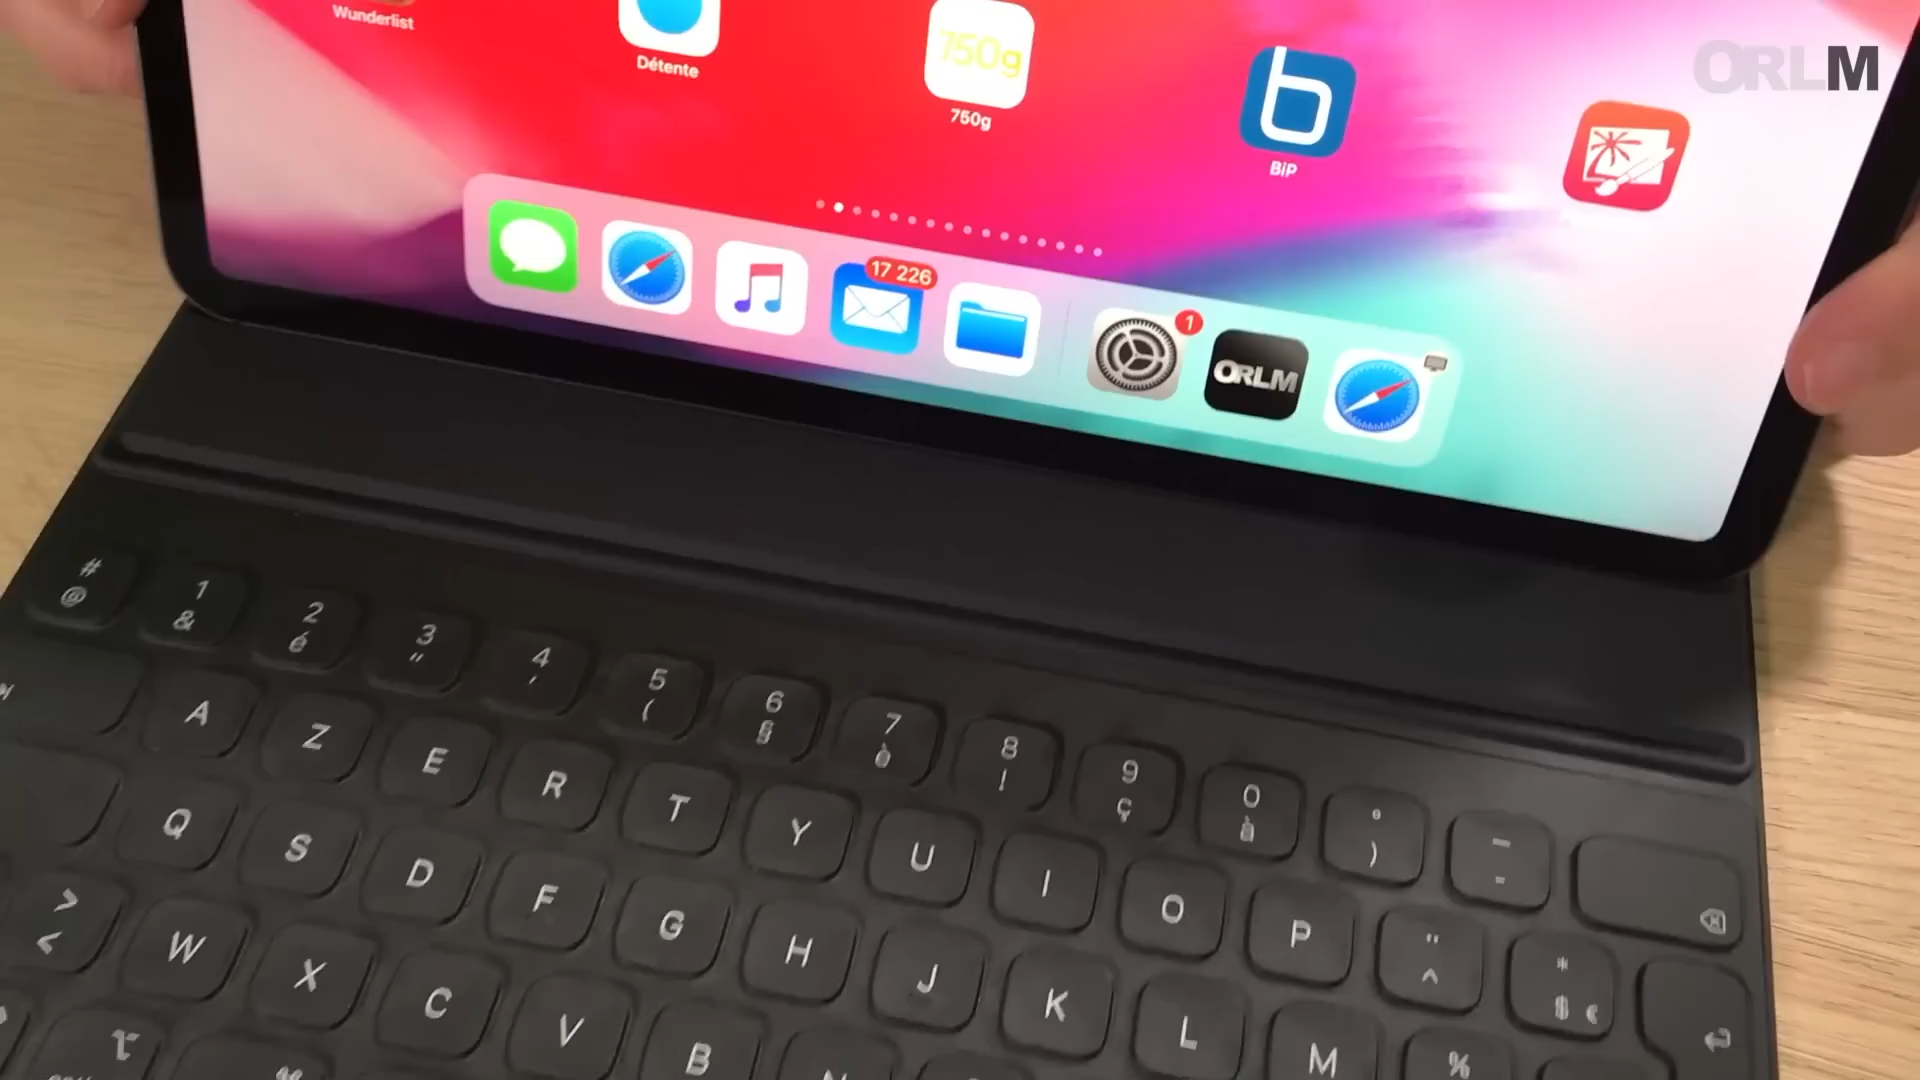 Wunderlist
Détente
750g
750g
BiP
ORLM
17 226
1
ORLM
#
@
1
&
2
é
3
"
4
'
5
(
6
§
7
è
8
!
9
ç
0
à
°
)
_
-
A Z E R T Y U I O P
¨
^
*
$ €
Q S D F G H J K L M
%
>
<
W X C V B